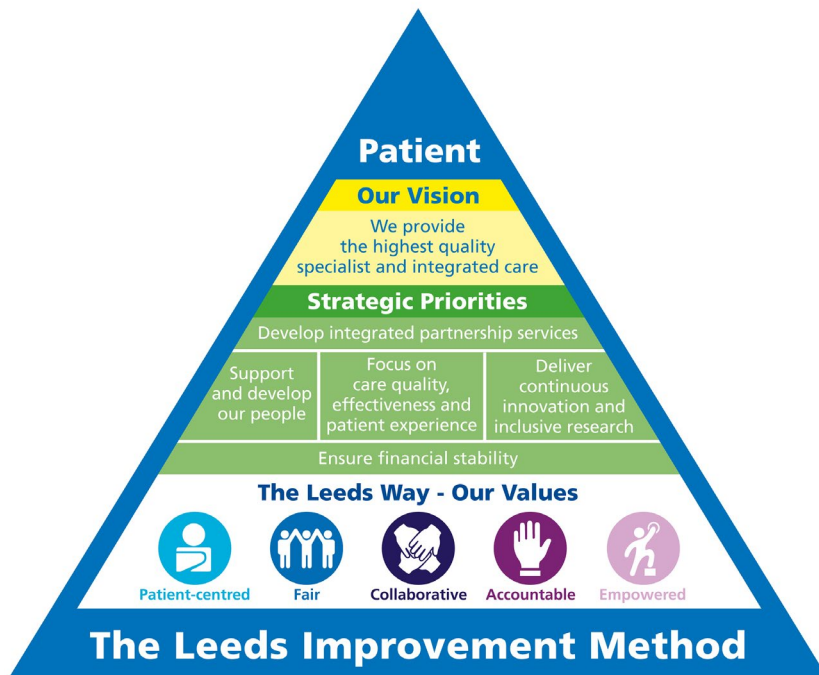 Patient
Our Vision
We provide
the highest quality
specialist and integrated care
Strategic Priorities
Develop integrated partnership services
Support
and develop
our people
Focus on
care quality,
effectiveness and
patient experience
Deliver
continuous
innovation and
inclusive research
Ensure financial stability
The Leeds Way - Our Values
Patient-centred
Fair
Collaborative
Accountable
Empowered
The Leeds Improvement Method